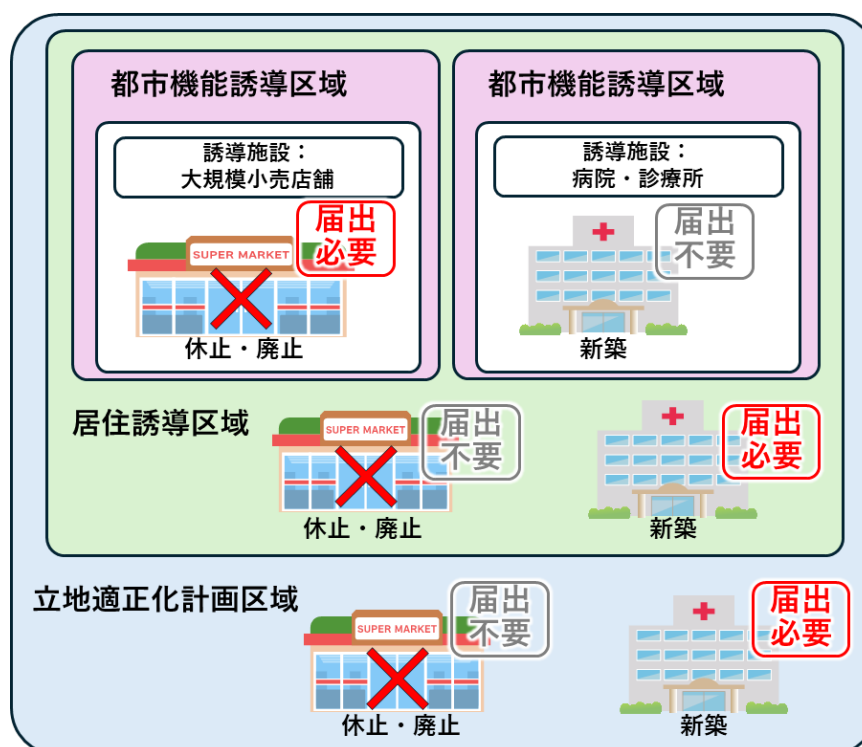 都市機能誘導区域
誘導施設：
大規模小売店舗
届出
必要
SUPER MARKET
休止・廃止
都市機能誘導区域
誘導施設：
病院・診療所
届出
不要
新築
居住誘導区域
SUPER MARKET
届出
不要
休止・廃止
届出
必要
新築
立地適正化計画区域
SUPER MARKET
届出
不要
休止・廃止
届出
必要
新築